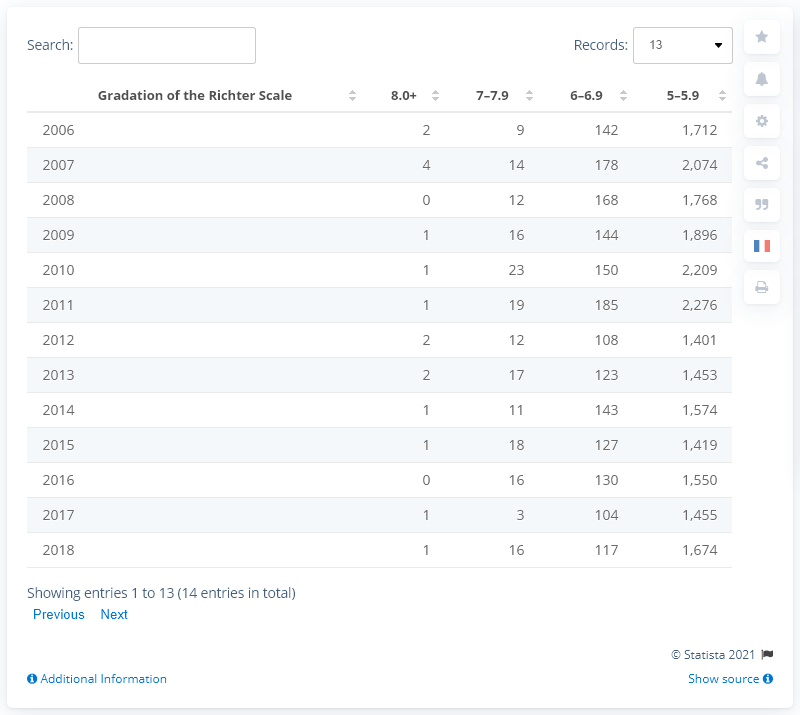 Search: Records: 13
Gradation of the Richter Scale 8.0+ 7–7.9 6–6.9 5–5.9
2006 2 9 142 1,712
2007 4 14 178 2,074
2008 0 12 168 1,768
2009 1 16 144 1,896
2010 1 23 150 2,209
2011 1 19 185 2,276
2012 2 12 108 1,401
2013 2 17 123 1,453
2014 1 11 143 1,574
2015 1 18 127 1,419
2016 0 16 130 1,550
2017 1 3 104 1,455
2018 1 16 117 1,674
Showing entries 1 to 13 (14 entries in total)
Previous Next
© Statista 2021
Additional Information Show source